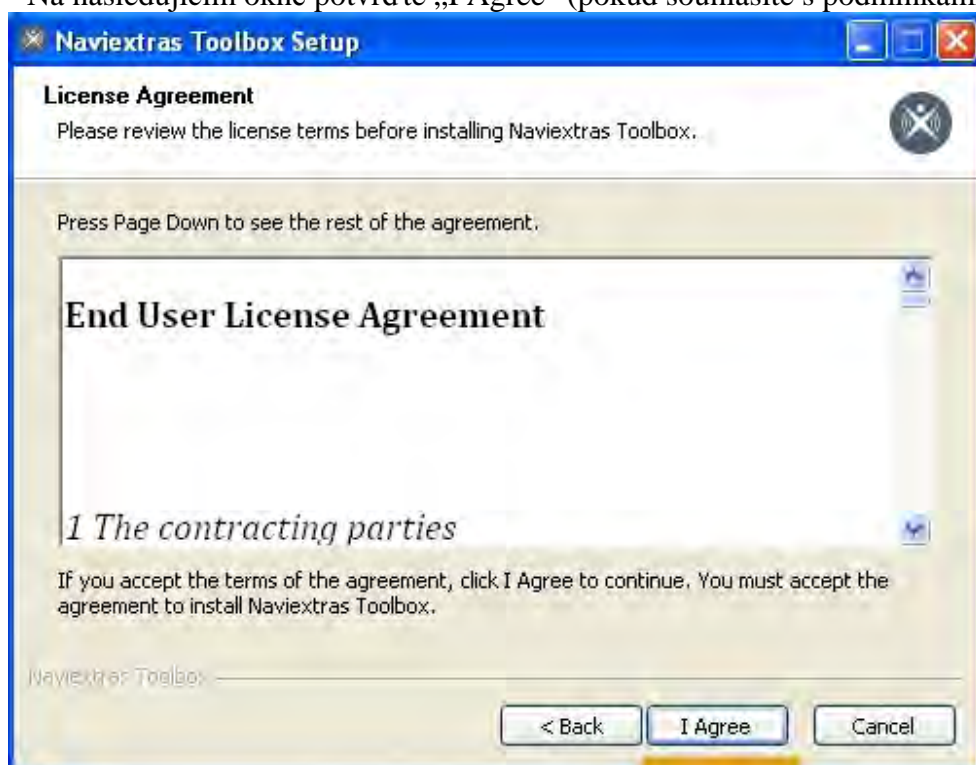 Na následujícím okně potvrďte „I Agree“ (pokud souhlasíte s podmínkami
Naviextras Toolbox Setup
License Agreement
Please review the license terms before installing Naviextras Toolbox.
Press Page Down to see the rest of the agreement.
End User License Agreement
1 The contracting parties
If you accept the terms of the agreement, click I Agree to continue. You must accept the
agreement to install Naviextras Toolbox.
Naviextras Toolbox
< Back
I Agree
Cancel